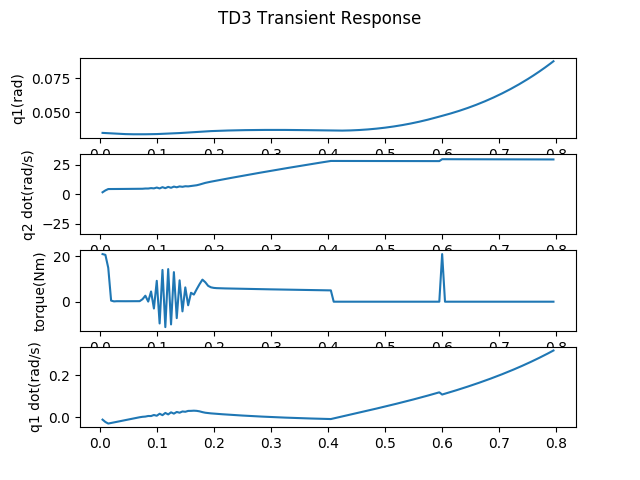 TD3 Transient Response
q1(rad)
0.075
0.050
0.0 0.1 0.2 0.3 0.4 0.5 0.6 0.7 0.8
q2 dot(rad/s)
25
0
−25
0.0 0.1 0.2 0.3 0.4 0.5 0.6 0.7 0.8
torque(Nm)
20
0
0.0 0.1 0.2 0.3 0.4 0.5 0.6 0.7 0.8
q1 dot(rad/s)
0.2
0.0
0.0 0.1 0.2 0.3 0.4 0.5 0.6 0.7 0.8